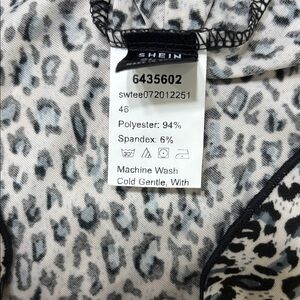 SHEIN
6435602
swtee072012251
46
Polyester: 94%
Spandex: 6%
Machine Wash
Cold Gentle, With